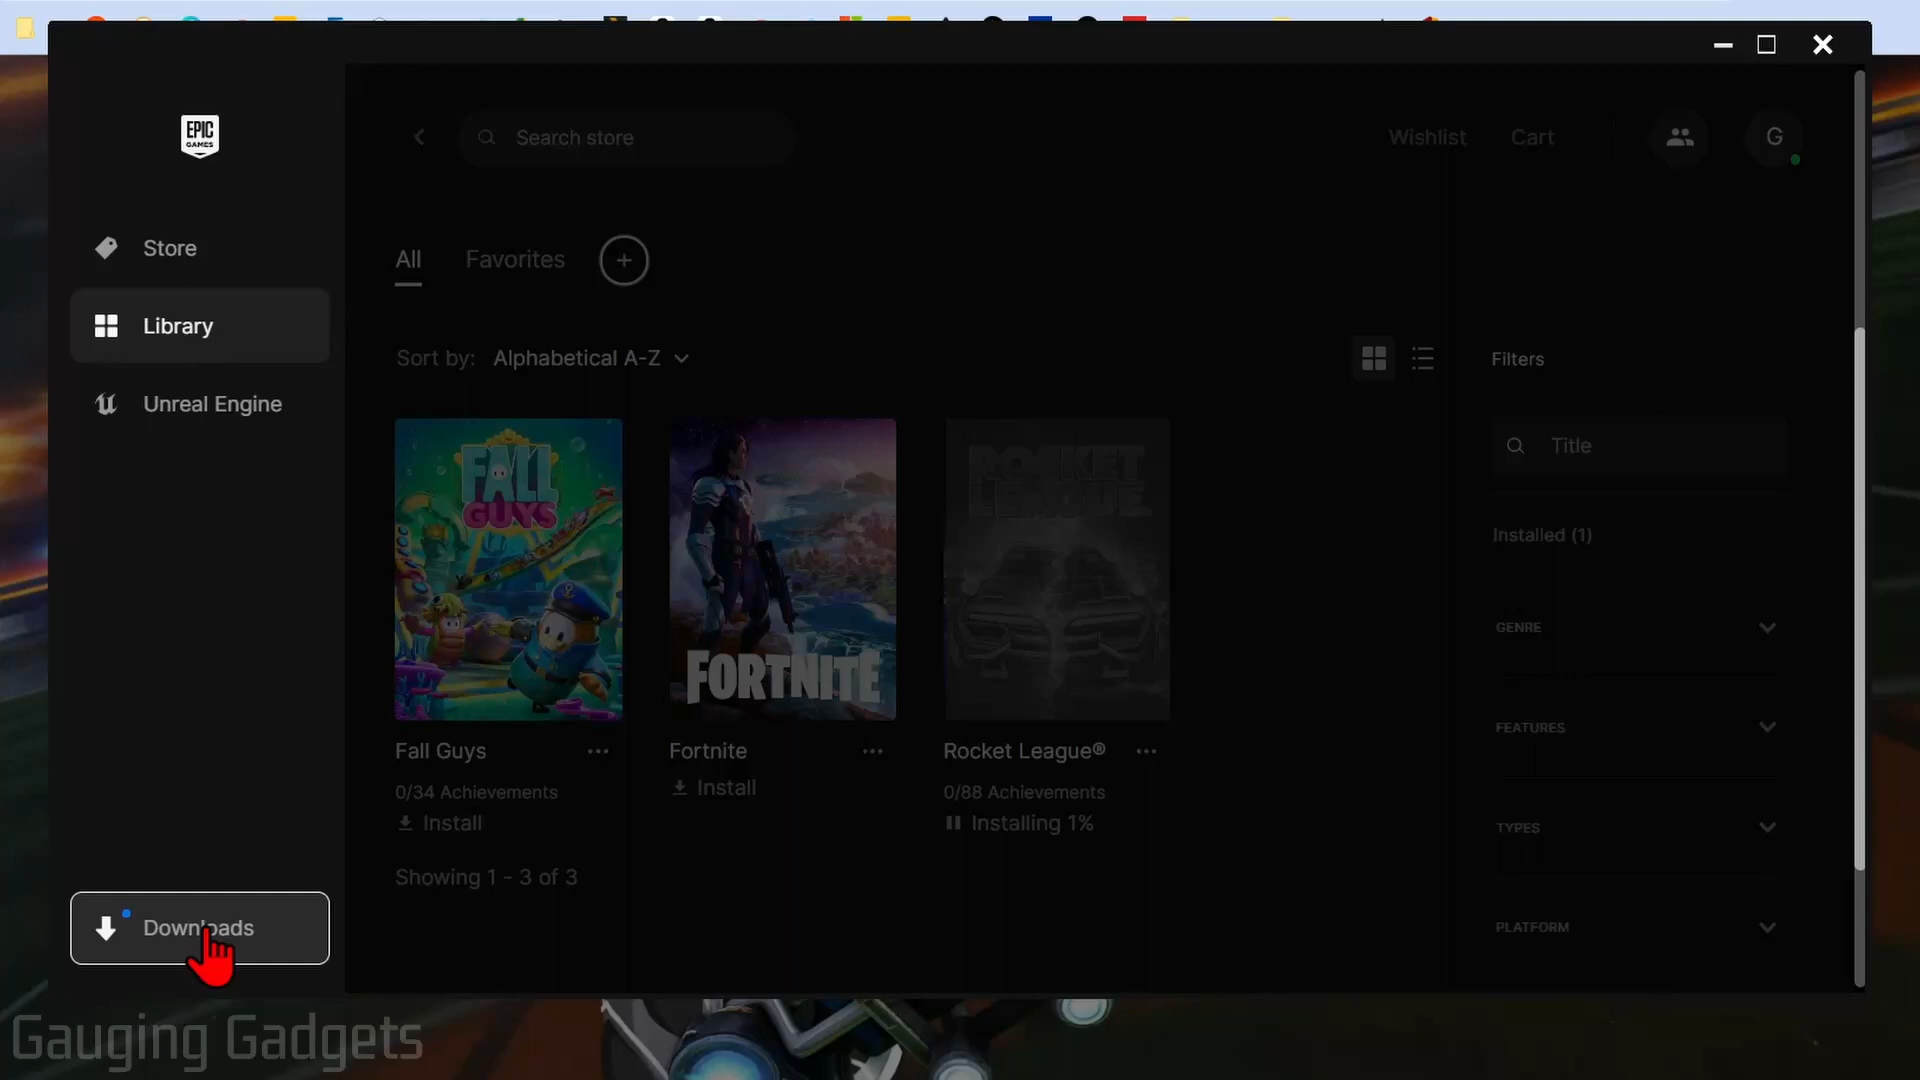 EPIC
GAMES
Search store
Wishlist
Cart
G
Store
Library
Unreal Engine
All
Favorites
Sort by: Alphabetical A-Z
Filters
Title
Installed (1)
GENRE
FEATURES
TYPES
PLATFORM
FALL
GUYS
FORTNITE
ROCKET
LEAGUE
Fall Guys
0/34 Achievements
Install
Fortnite
Install
Rocket League®
0/88 Achievements
Installing 1%
Showing 1 - 3 of 3
Downloads
Gauging Gadgets